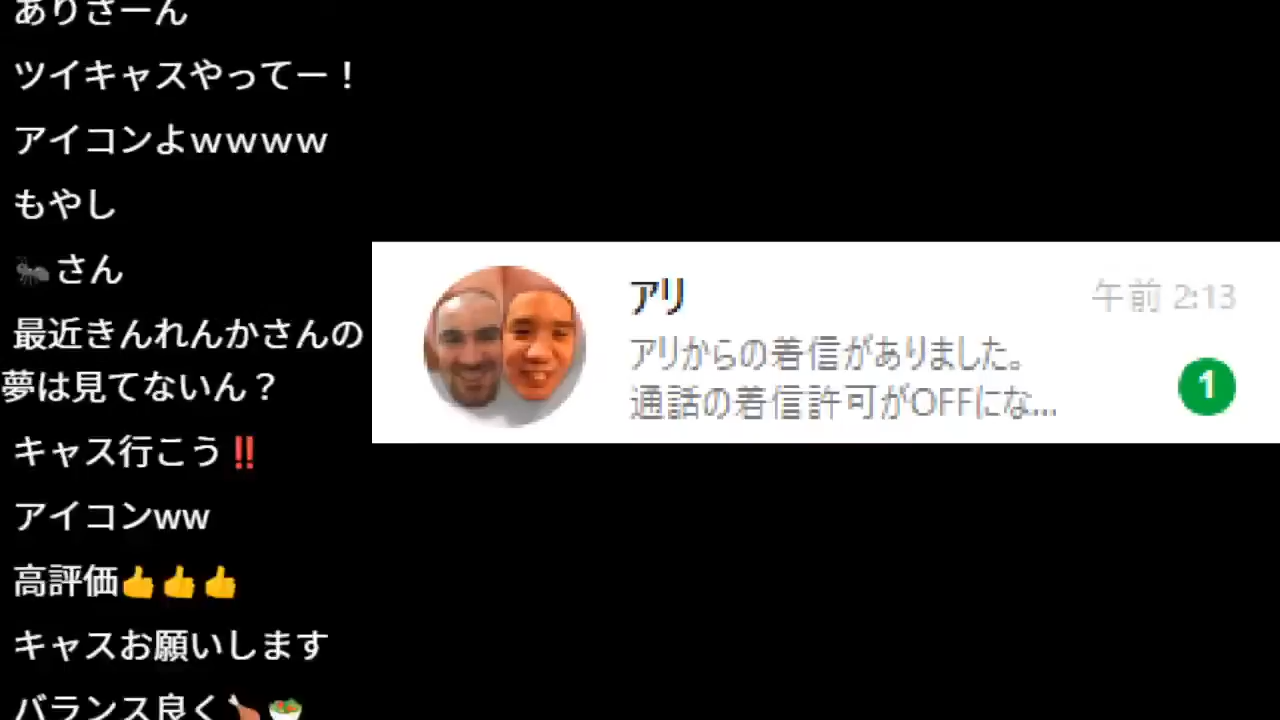 ありさーん
ツイキャスやってー！
アイコンよｗｗｗｗ
もやし
🐜さん
最近きんれんかさんの
夢は見てないん？
キャス行こう‼️
アイコンww
高評価👍👍👍
キャスお願いします
バランス良く🍗🥗
アリ
午前 2:13
アリからの着信がありました。
通話の着信許可がOFFにな...
1